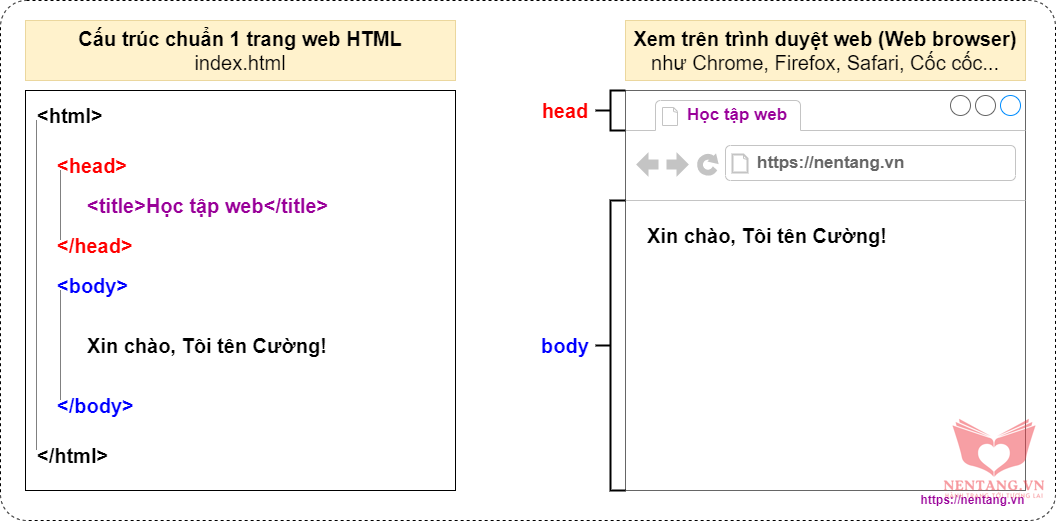 Cấu trúc chuẩn 1 trang web HTML
index.html
<html>
<head>
<title>Học tập web</title>
</head>
<body>
Xin chào, Tôi tên Cường!
</body>
</html>
Xem trên trình duyệt web (Web browser)
như Chrome, Firefox, Safari, Cốc cốc...
head
Học tập web
https://nentang.vn
Xin chào, Tôi tên Cường!
body
NENTANG.VN
https://nentang.vn